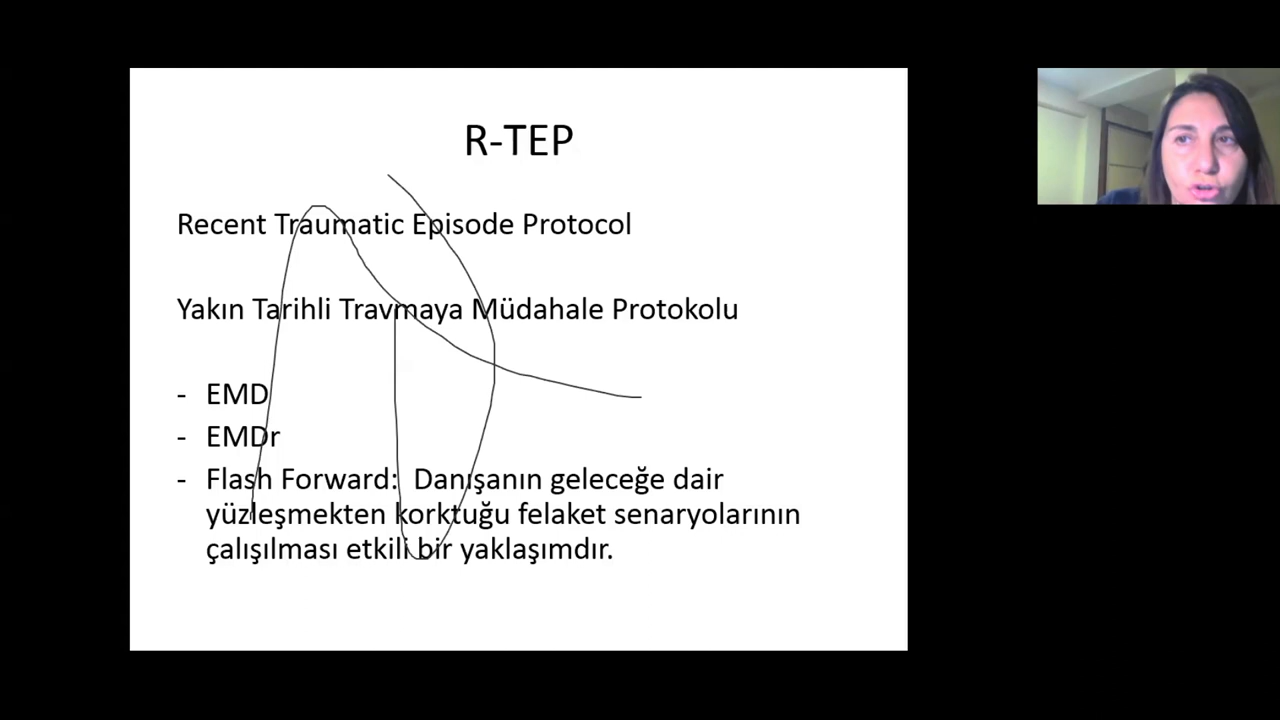 R-TEP
Recent Traumatic Episode Protocol
Yakın Tarihli Travmaya Müdahale Protokolu
- EMD
- EMDr
- Flash Forward: Danışanın geleceğe dair
yüzleşmekten korktuğu felaket senaryolarının
çalışılması etkili bir yaklaşımdır.